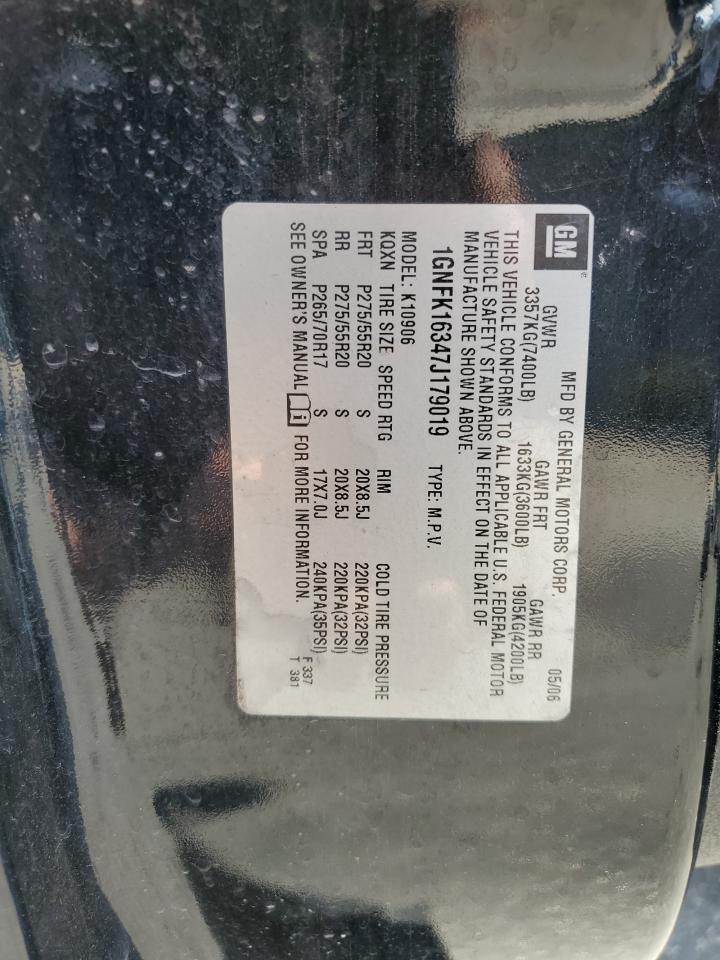 GM®
MFD BY GENERAL MOTORS CORP. 05/06
GVWR GAWR FRT GAWR RR
3357KG(7400LB) 1633KG(3600LB) 1905KG(4200LB)
THIS VEHICLE CONFORMS TO ALL APPLICABLE U.S. FEDERAL MOTOR
VEHICLE SAFETY STANDARDS IN EFFECT ON THE DATE OF
MANUFACTURE SHOWN ABOVE.
1GNFK16347J179019 TYPE: M.P.V.
MODEL: K10906
KQXN TIRE SIZE SPEED RTG RIM COLD TIRE PRESSURE
FRT P275/55R20 S 20X8.5J 220KPA(32PSI)
RR P275/55R20 S 20X8.5J 220KPA(32PSI)
SPA P265/70R17 S 17X7.0J 240KPA(35PSI)
SEE OWNER'S MANUAL i FOR MORE INFORMATION.
F 337
T 381